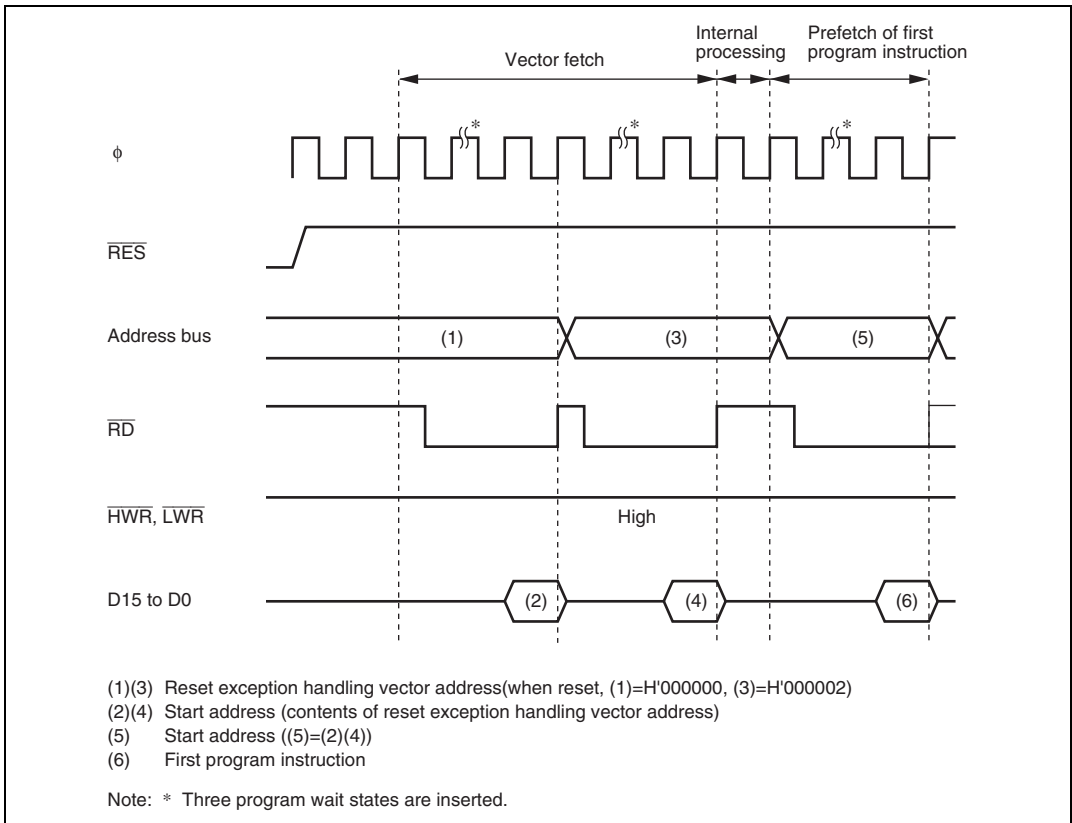 Internal
processing
Prefetch of first
program instruction
Vector fetch
*
*
*
ϕ
RES
Address bus
(1)
(3)
(5)
RD
HWR, LWR
High
D15 to D0
(2)
(4)
(6)
(1)(3) Reset exception handling vector address(when reset, (1)=H'000000, (3)=H'000002)
(2)(4) Start address (contents of reset exception handling vector address)
(5) Start address ((5)=(2)(4))
(6) First program instruction
Note: * Three program wait states are inserted.